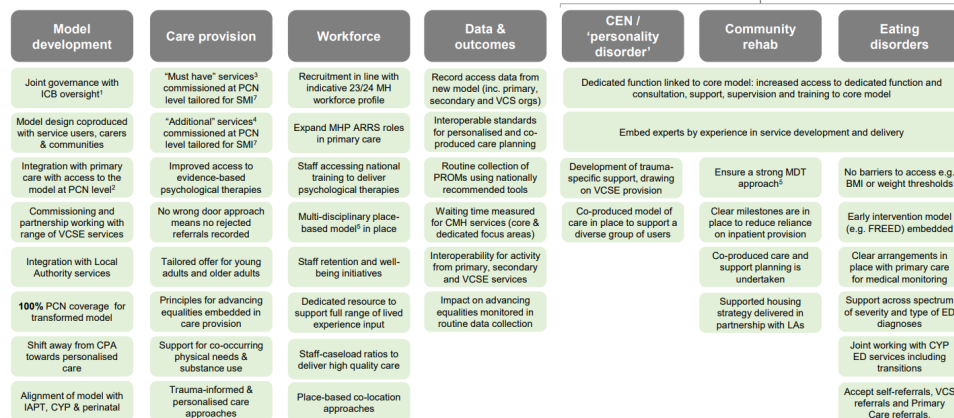 Model
development
Joint governance with
ICB oversight1
Model design coproduced
with service users, carers
& communities
Integration with primary
care with access to the
model at PCN level2
Commissioning and
partnership working with
range of VCSE services
Integration with Local
Authority services
100% PCN coverage for
transformed model
Shift away from CPA
towards personalised
care
Alignment of model with
IAPT, CYP & perinatal
Care provision
“Must have” services3
commissioned at PCN
level tailored for SMI7
“Additional” services4
commissioned at PCN
level tailored for SMI7
Improved access to
evidence-based
psychological therapies
No wrong door approach
means no rejected
referrals recorded
Tailored offer for young
adults and older adults
Principles for advancing
equalities embedded in
care provision
Support for co-occurring
physical needs &
substance use
Trauma-informed &
personalised care
approaches
Workforce
Recruitment in line with
indicative 23/24 MH
workforce profile
Expand MHP ARRS roles
in primary care
Staff accessing national
training to deliver
psychological therapies
Multi-disciplinary place-
based model5 in place
Staff retention and well-
being initiatives
Dedicated resource to
support full range of lived
experience input
Staff-caseload ratios to
deliver high quality care
Place-based co-location
approaches
Data &
outcomes
Record access data from
new model (inc. primary,
secondary and VCS orgs)
Interoperable standards
for personalised and co-
produced care planning
Routine collection of
PROMs using nationally
recommended tools
Waiting time measured
for CMH services (core &
dedicated focus areas)
Interoperability for activity
from primary, secondary
and VCSE services
Impact on advancing
equalities monitored in
routine data collection
CEN /
‘personality
disorder’
Community
rehab
Eating
disorders
Dedicated function linked to core model: increased access to dedicated function and
consultation, support, supervision and training to core model
Embed experts by experience in service development and delivery
Development of trauma-
specific support, drawing
on VCSE provision
Co-produced model of
care in place to support a
diverse group of users
Ensure a strong MDT
approach5
Clear milestones are in
place to reduce reliance
on inpatient provision
Co-produced care and
support planning is
undertaken
Supported housing
strategy delivered in
partnership with LAs
No barriers to access e.g.
BMI or weight thresholds
Early intervention model
(e.g. FREED) embedded
Clear arrangements in
place with primary care
for medical monitoring
Support across spectrum
of severity and type of ED
diagnoses
Joint working with CYP
ED services including
transitions
Accept self-referrals, VCS
referrals and Primary
Care referrals.